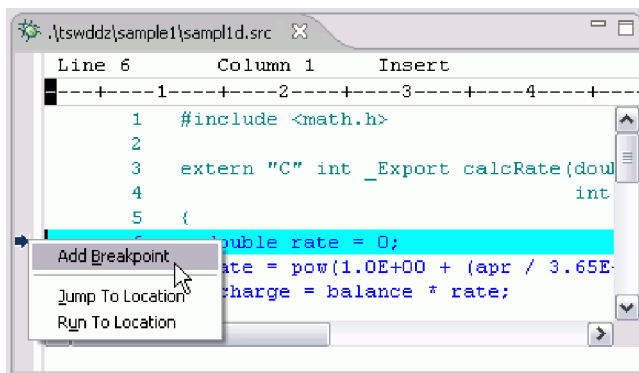 .\tswddz\sample1\sampl1d.src
Line 6 Column 1 Insert
----+----1----+----2----+----3----+----4----+----
1 #include <math.h>
2
3 extern "C" int _Export calcRate(doul
4 int
5 {
double rate = 0;
Add Breakpoint
ate = pow(1.0E+00 + (apr / 3.65E
Jump To Location
charge = balance * rate;
Run To Location